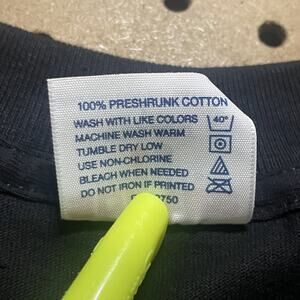 100% PRESHRUNK COTTON
WASH WITH LIKE COLORS
MACHINE WASH WARM
40°
TUMBLE DRY LOW
USE NON-CHLORINE
BLEACH WHEN NEEDED
DO NOT IRON IF PRINTED